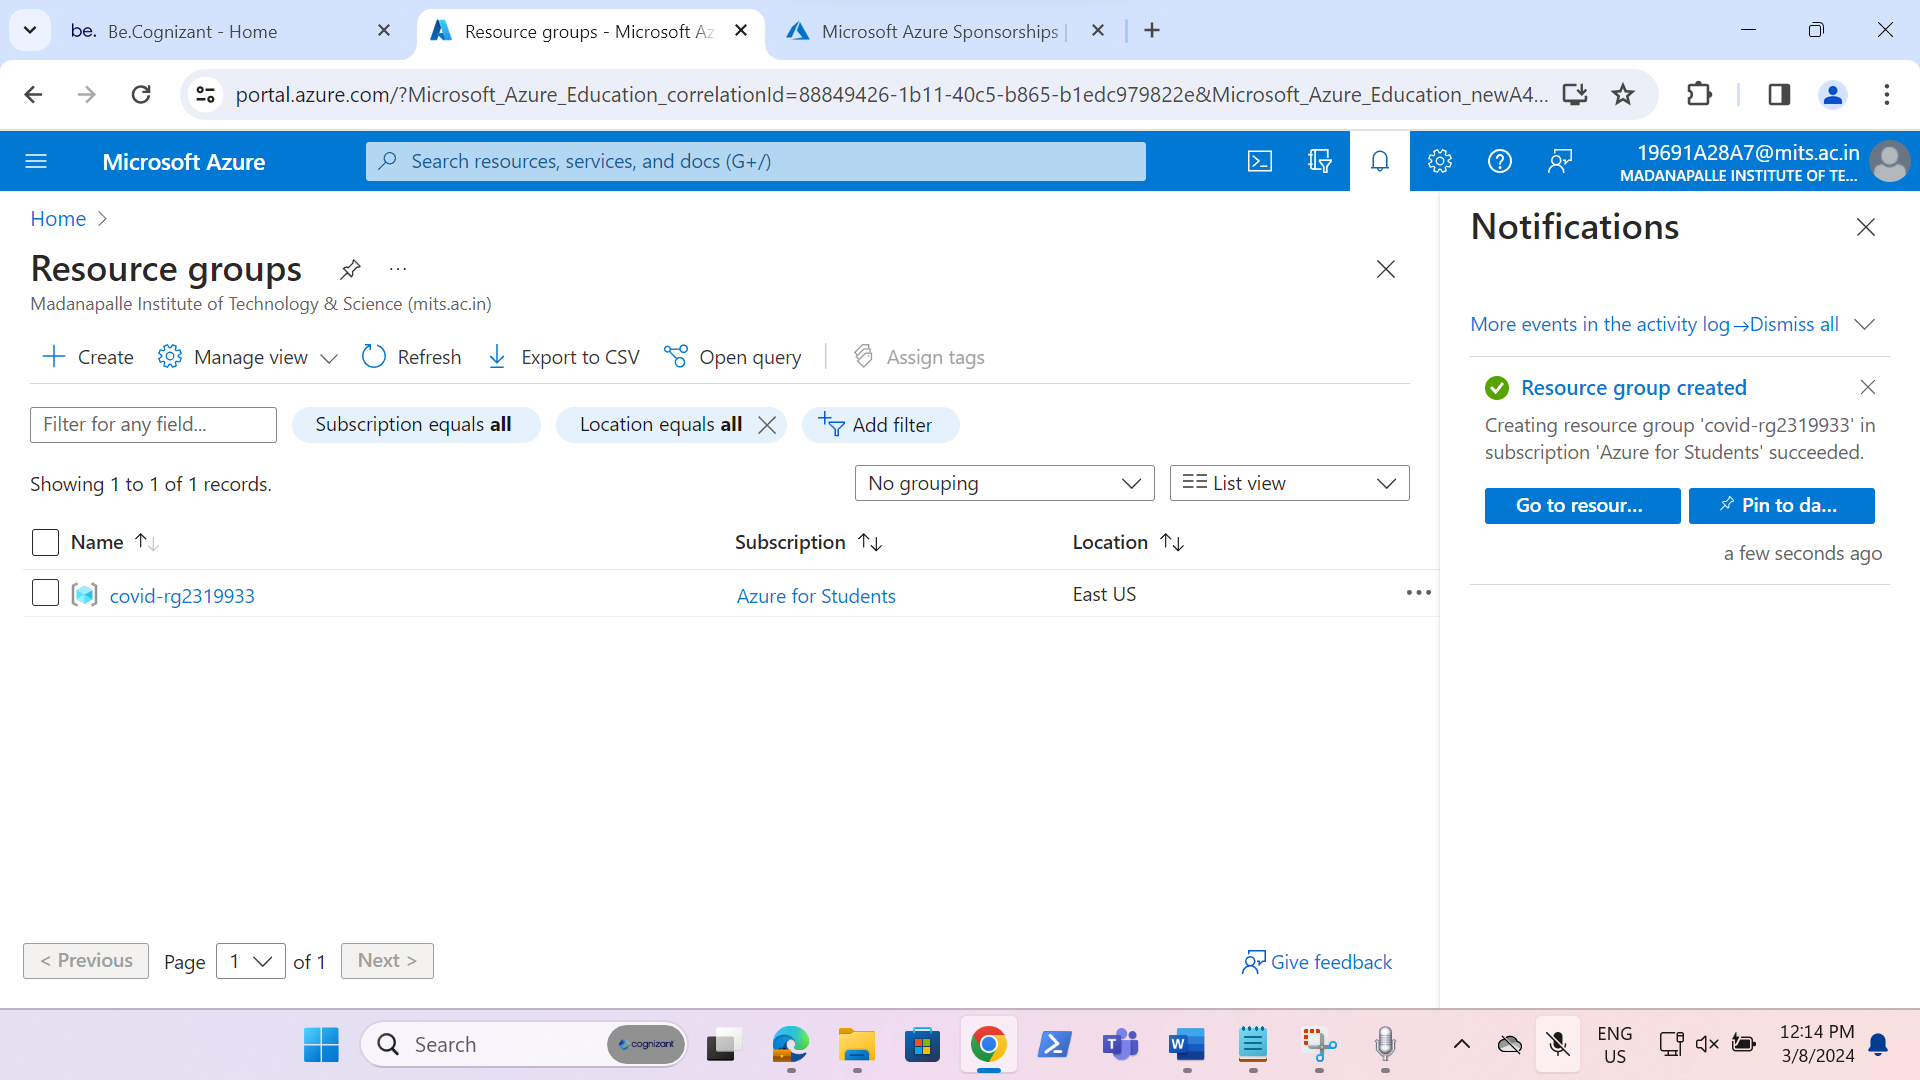 be. Be.Cognizant - Home
Resource groups - Microsoft Az
Microsoft Azure Sponsorships |
portal.azure.com/?Microsoft_Azure_Education_correlationId=88849426-1b11-40c5-b865-b1edc979822e&Microsoft_Azure_Education_newA4...
Microsoft Azure
Search resources, services, and docs (G+/)
19691A28A7@mits.ac.in
MADANAPALLE INSTITUTE OF TE...
Home
Resource groups
Madanapalle Institute of Technology & Science (mits.ac.in)
Create
Manage view
Refresh
Export to CSV
Open query
Assign tags
Filter for any field...
Subscription equals all
Location equals all
Add filter
Showing 1 to 1 of 1 records.
No grouping
List view
Name
Subscription
Location
covid-rg2319933
Azure for Students
East US
< Previous
Page 1 of 1
Next >
Give feedback
Notifications
More events in the activity log →
Dismiss all
Resource group created
Creating resource group 'covid-rg2319933' in
subscription 'Azure for Students' succeeded.
Go to resour...
Pin to da...
a few seconds ago
Search
cognizant
ENG
US
12:14 PM
3/8/2024